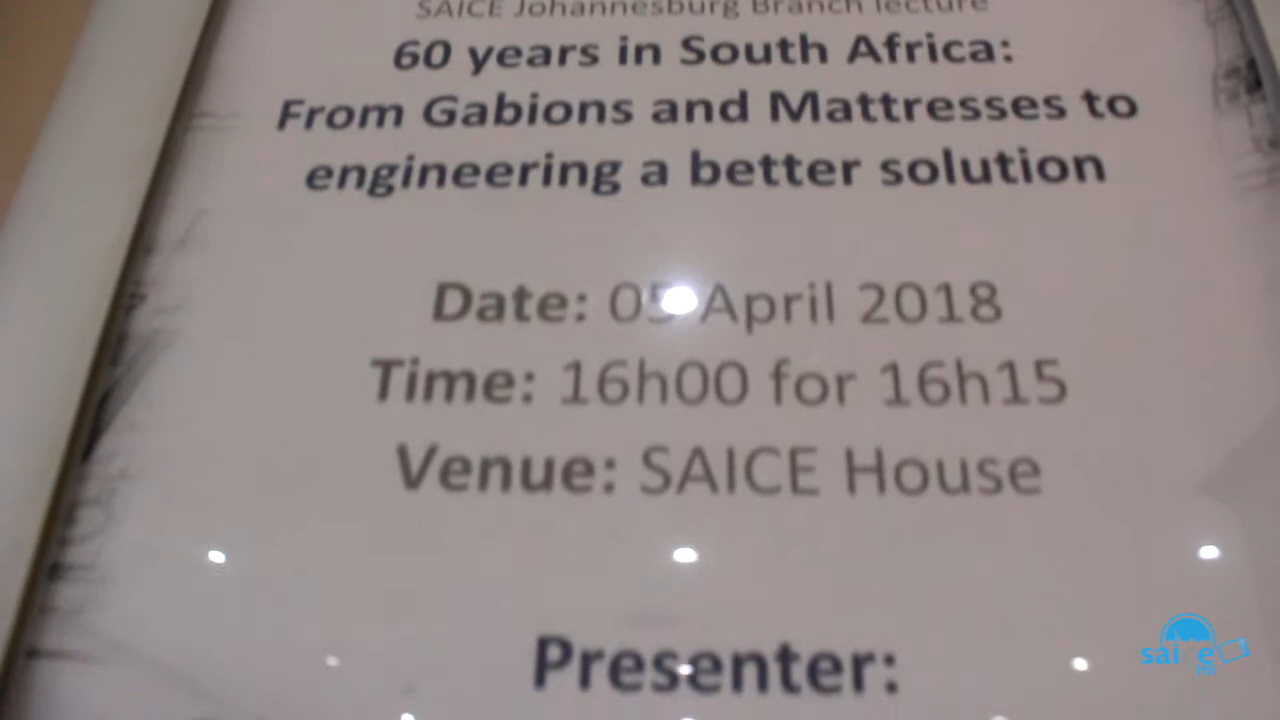 SAICE Johannesburg Branch lecture
60 years in South Africa:
From Gabions and Mattresses to
engineering a better solution
Date: 05 April 2018
Time: 16h00 for 16h15
Venue: SAICE House
Presenter:
saice